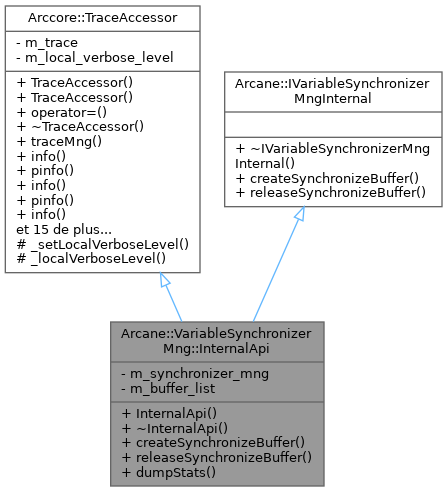 Arccore::TraceAccessor
- m_trace
- m_local_verbose_level
+ TraceAccessor()
+ TraceAccessor()
+ operator=()
+ ~TraceAccessor()
+ traceMng()
+ info()
+ pinfo()
+ info()
+ pinfo()
+ info()
et 15 de plus...
# _setLocalVerboseLevel()
# _localVerboseLevel()
Arcane::IVariableSynchronizer
MngInternal
+ ~IVariableSynchronizerMng
Internal()
+ createSynchronizeBuffer()
+ releaseSynchronizeBuffer()
Arcane::VariableSynchronizer
Mng::InternalApi
- m_synchronizer_mng
- m_buffer_list
+ InternalApi()
+ ~InternalApi()
+ createSynchronizeBuffer()
+ releaseSynchronizeBuffer()
+ dumpStats()